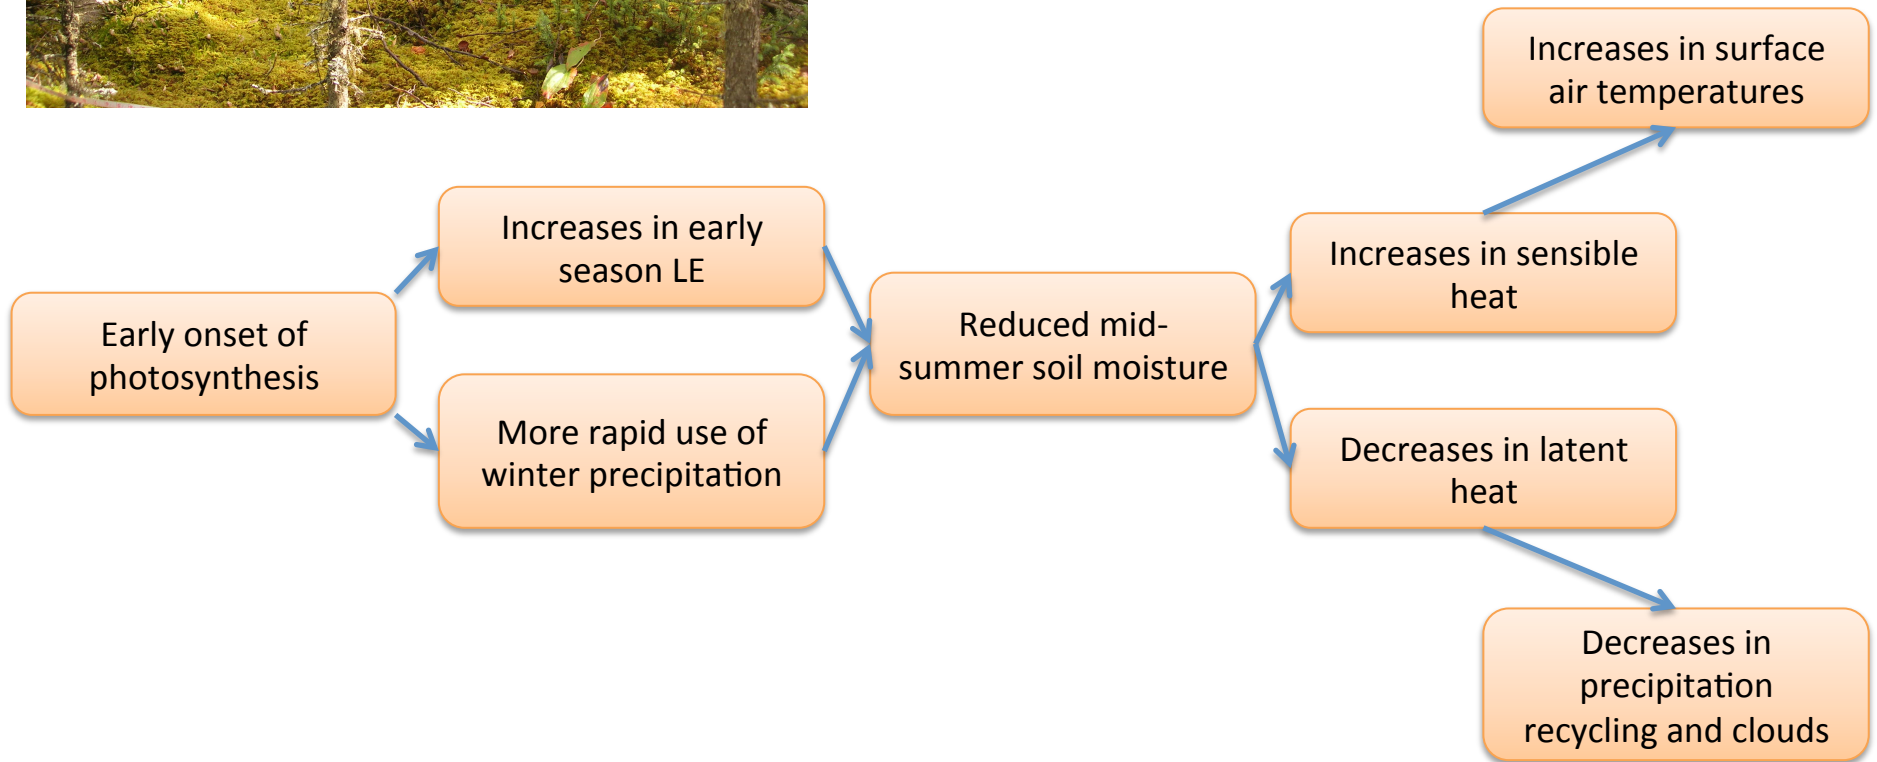 Increases in surface
air temperatures
Increases in early
season LE
Early onset of
photosynthesis
More rapid use of
winter precipitation
Reduced mid-
summer soil moisture
Increases in sensible
heat
Decreases in latent
heat
Decreases in
precipitation
recycling and clouds